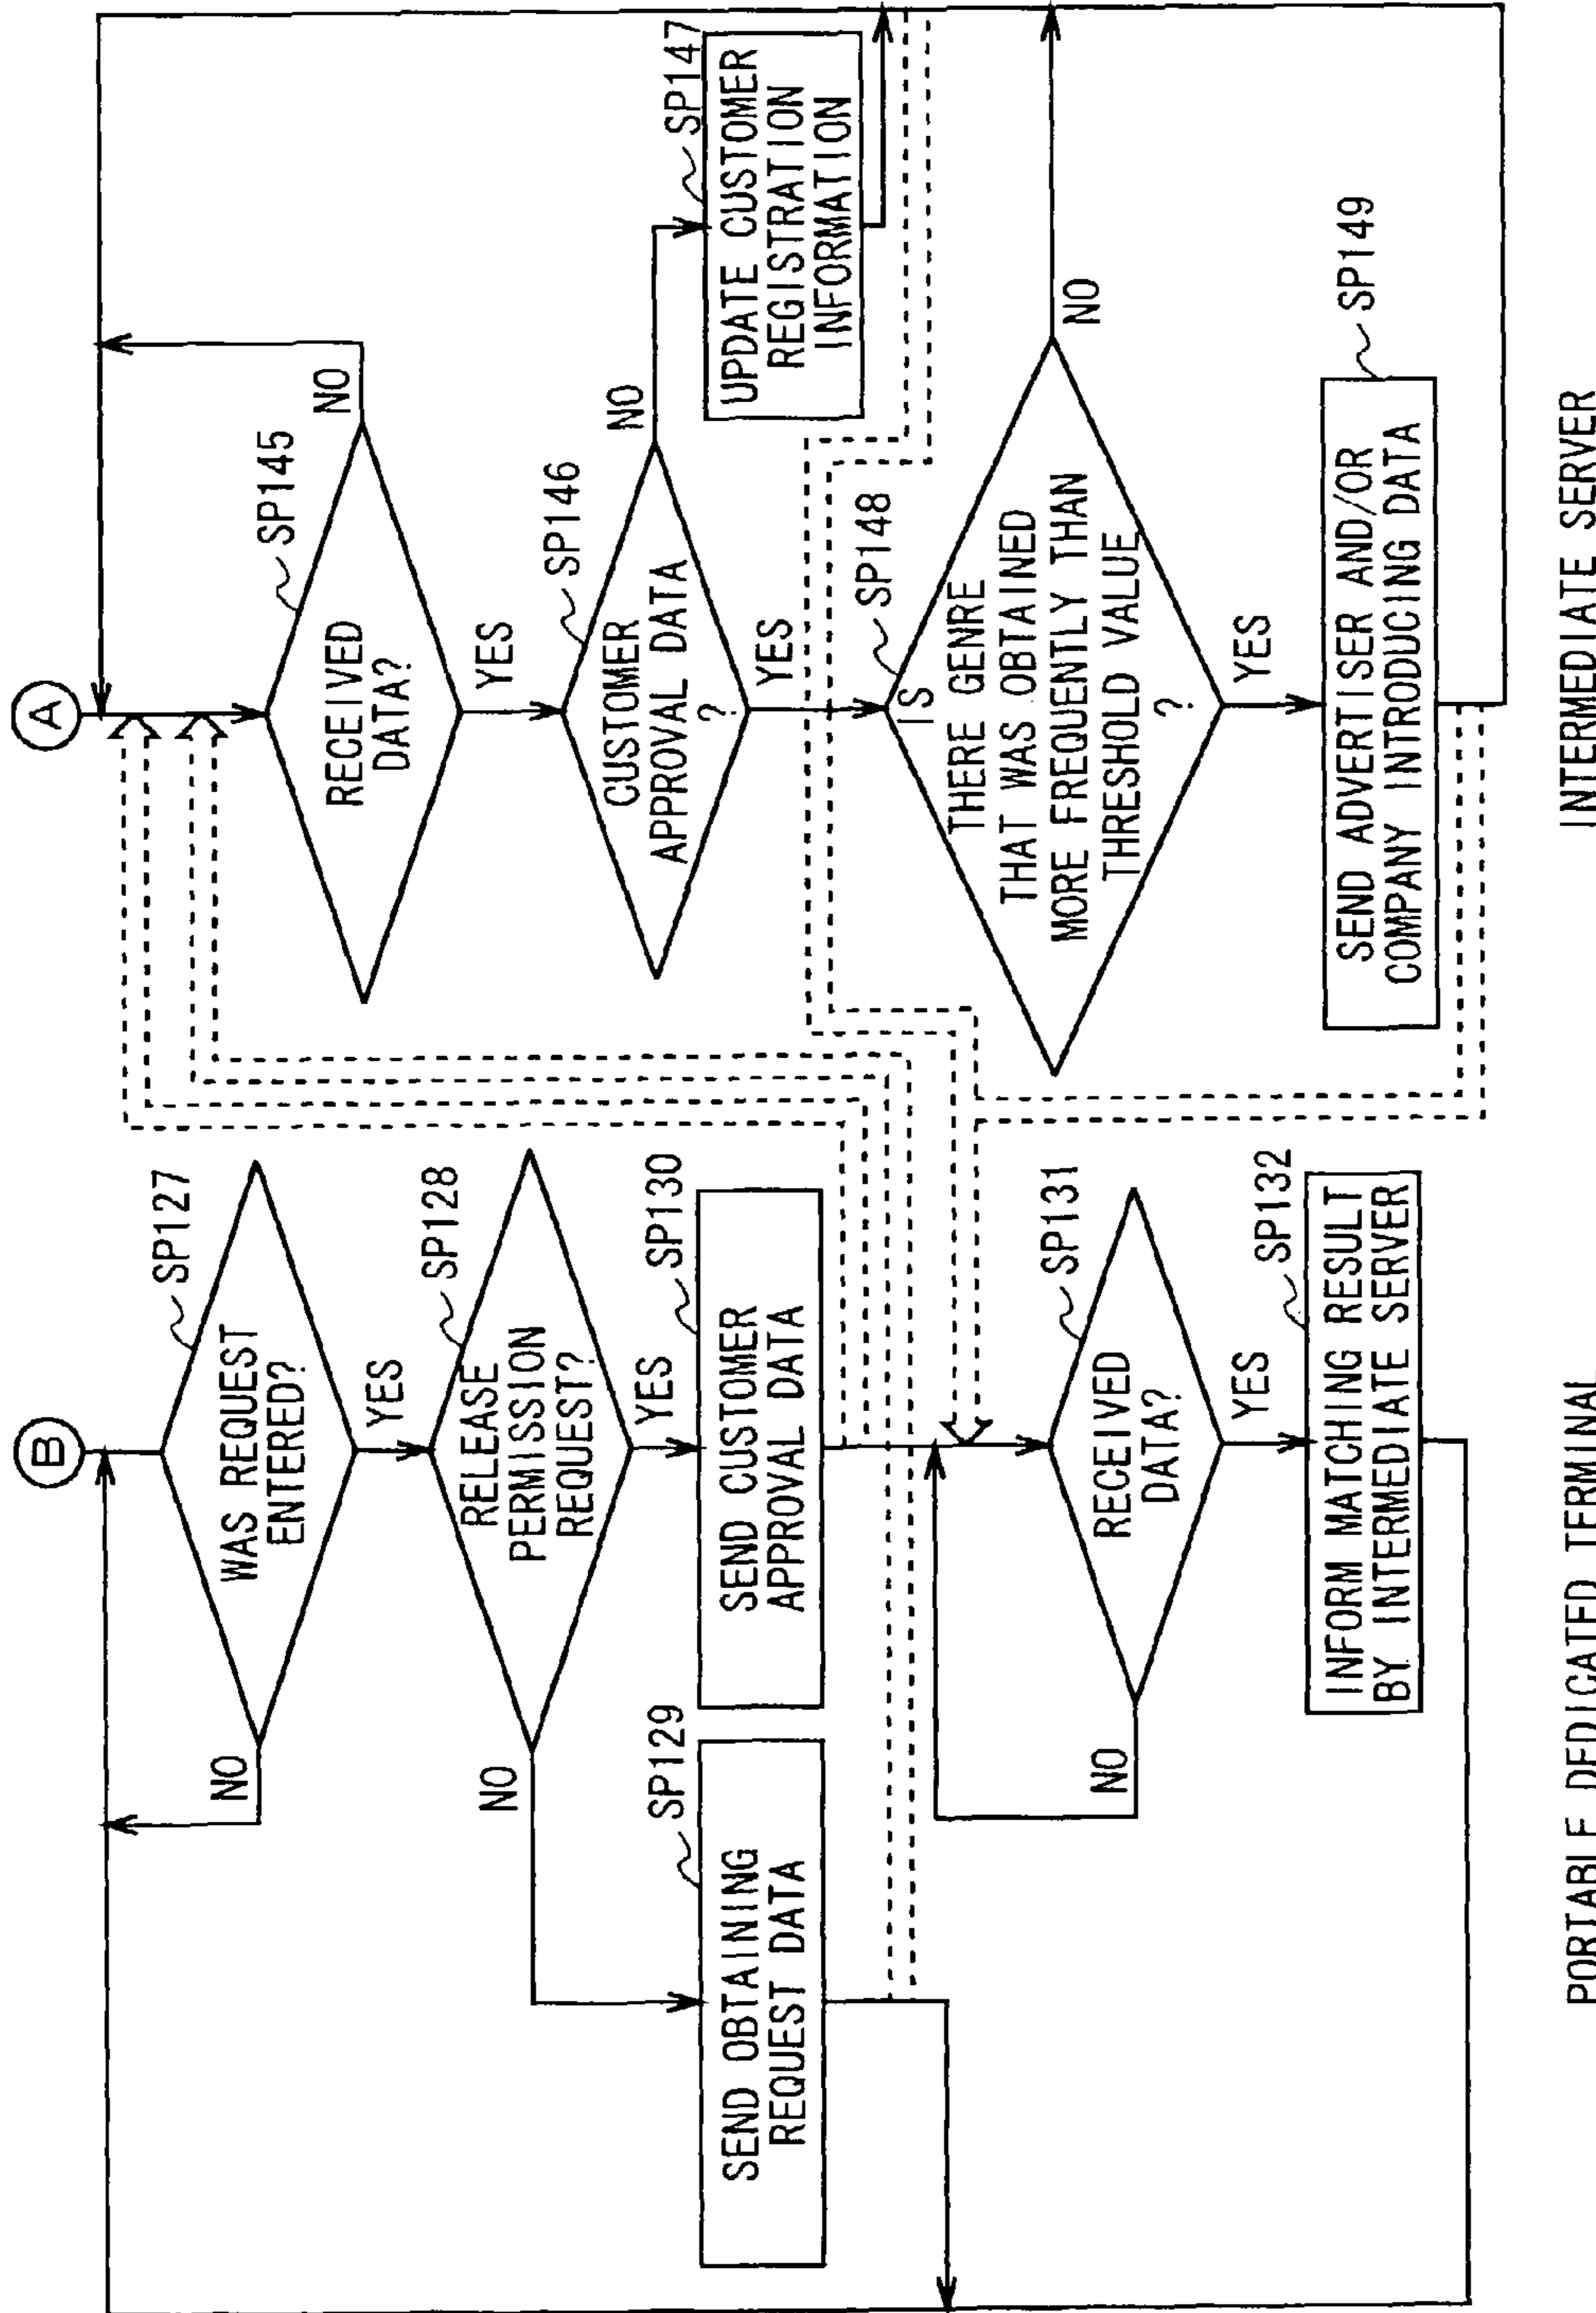 B
SP127
WAS REQUEST
ENTERED?
NO
YES
SP128
RELEASE
PERMISSION
REQUEST?
NO
YES
SP129
SEND OBTAINING
REQUEST DATA
SP130
SEND CUSTOMER
APPROVAL DATA
SP131
RECEIVED
DATA?
NO
YES
SP132
INFORM MATCHING RESULT
BY INTERMEDIATE SERVER
PORTABLE DEDICATED TERMINAL
A
SP145
RECEIVED
DATA?
NO
YES
SP146
CUSTOMER
APPROVAL DATA
?
NO
YES
SP147
UPDATE CUSTOMER
REGISTRATION
INFORMATION
SP148
IS
THERE GENRE
THAT WAS OBTAINED
MORE FREQUENTLY THAN
THRESHOLD VALUE
?
NO
YES
SP149
SEND ADVERTISER AND/OR
COMPANY INTRODUCING DATA
INTERMEDIATE SERVER